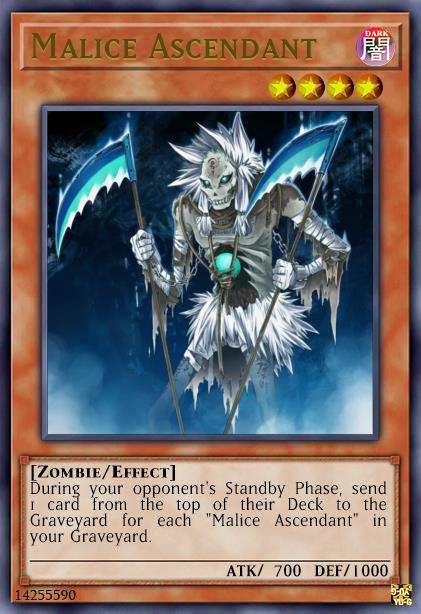 Malice Ascendant
DARK
闇
[Zombie/Effect]
During your opponent's Standby Phase, send
1 card from the top of their Deck to the
Graveyard for each "Malice Ascendant" in
your Graveyard.
ATK/ 700 DEF/1000
14255590